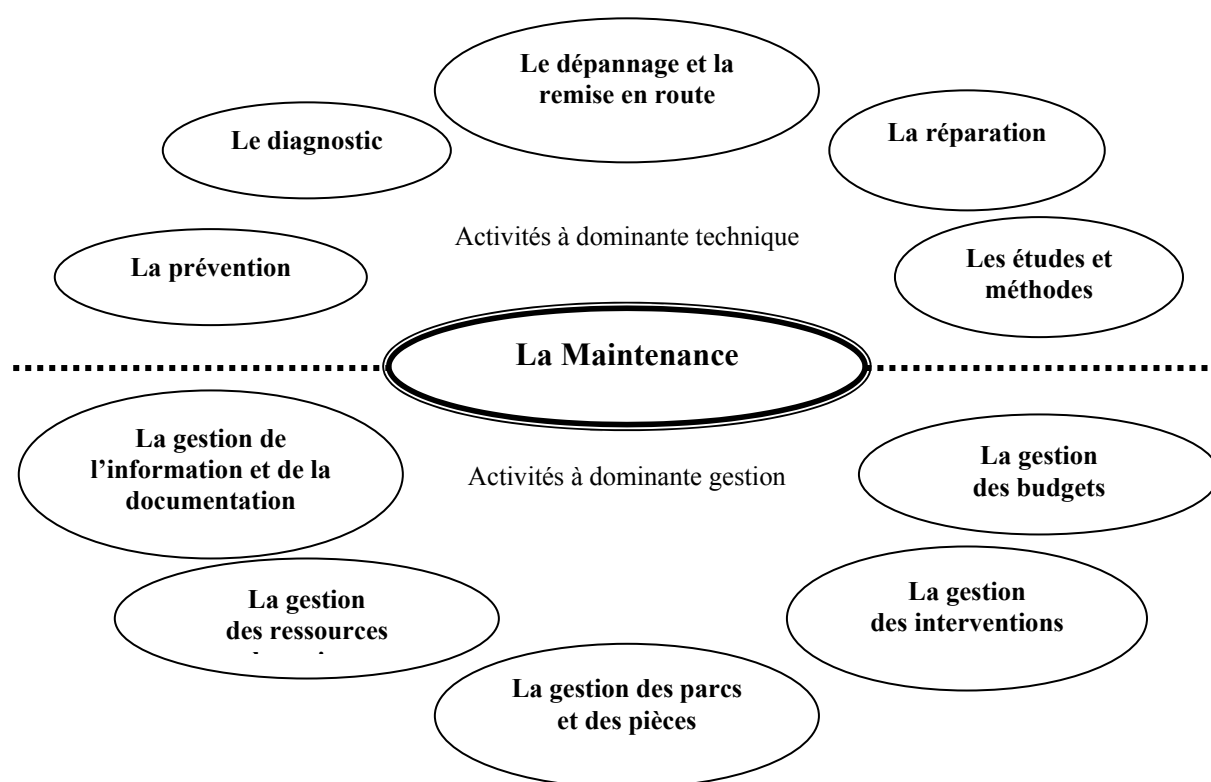 Le dépannage et la
remise en route
Le diagnostic
La réparation
Activités à dominante technique
La prévention
Les études et
méthodes
La Maintenance
La gestion de
l’information et de la
documentation
Activités à dominante gestion
La gestion
des budgets
La gestion
des ressources
La gestion
des interventions
La gestion des parcs
et des pièces